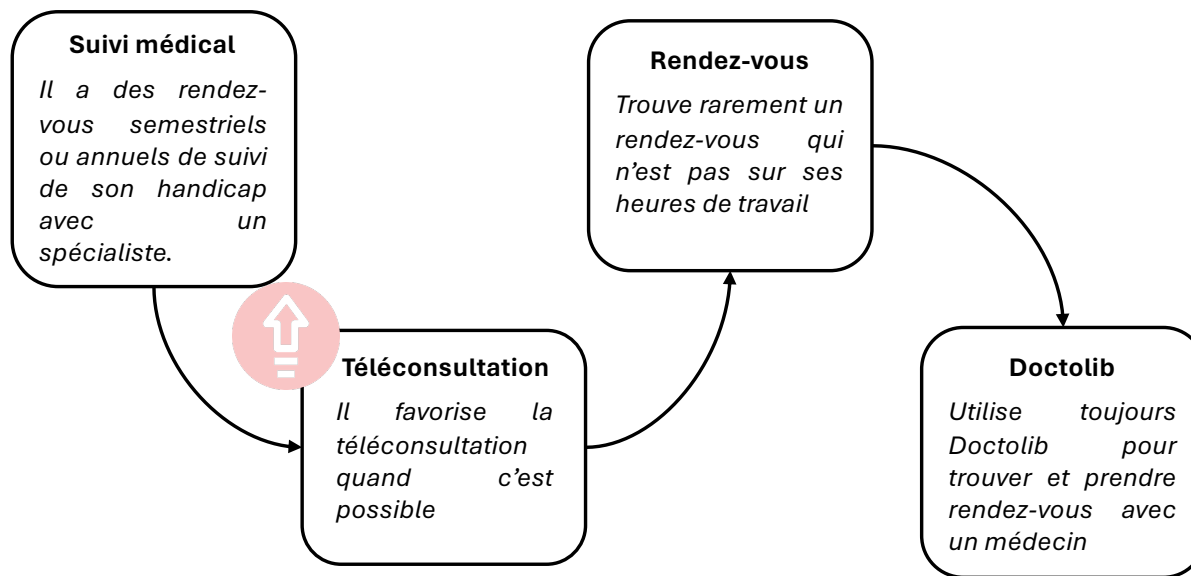 Suivi médical
Il a des rendez-
vous semestriels
ou annuels de suivi
de son handicap
avec un
spécialiste.
Téléconsultation
Il favorise la
téléconsultation
quand c’est
possible
Rendez-vous
Trouve rarement un
rendez-vous qui
n’est pas sur ses
heures de travail
Doctolib
Utilise toujours
Doctolib pour
trouver et prendre
rendez-vous avec
un médecin